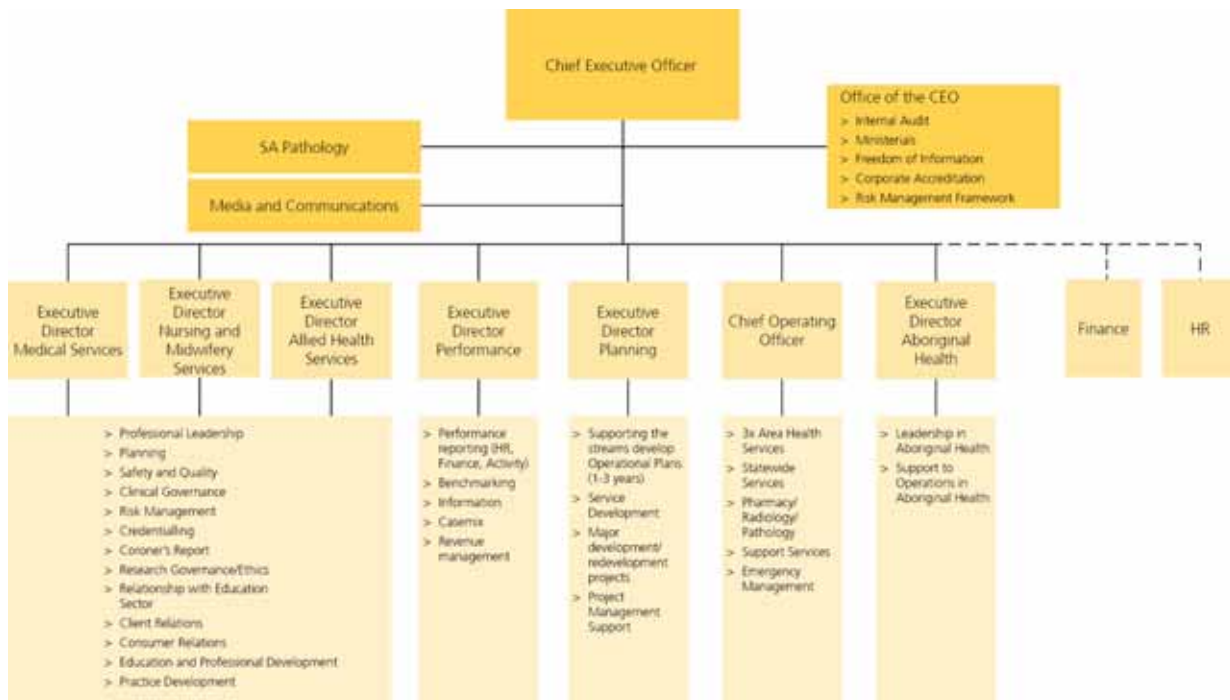 Chief Executive Officer
Office of the CEO
> Internal Audit
> Ministerials
> Freedom of Information
> Corporate Accreditation
> Risk Management Framework
SA Pathology
Media and Communications
Executive
Director
Medical Services
Executive
Director
Nursing and
Midwifery
Services
Executive
Director
Allied Health
Services
Executive
Director
Performance
Executive
Director
Planning
Chief Operating
Officer
Executive
Director
Aboriginal
Health
Finance
HR
> Professional Leadership
> Planning
> Safety and Quality
> Clinical Governance
> Risk Management
> Credentialling
> Coroner's Report
> Research Governance/Ethics
> Relationship with Education
Sector
> Client Relations
> Consumer Relations
> Education and Professional Development
> Practice Development
> Performance
reporting (HR,
Finance, Activity)
> Benchmarking
> Information
> Casemix
> Revenue
management
> Supporting the
streams develop
Operational Plans
(1-3 years)
> Service
Development
> Major
development/
redevelopment
projects
> Project
Management
Support
> 3x Area Health
Services
> Statewide
Services
> Pharmacy/
Radiology/
Pathology
> Support Services
> Emergency
Management
> Leadership in
Aboriginal Health
> Support to
Operations in
Aboriginal Health